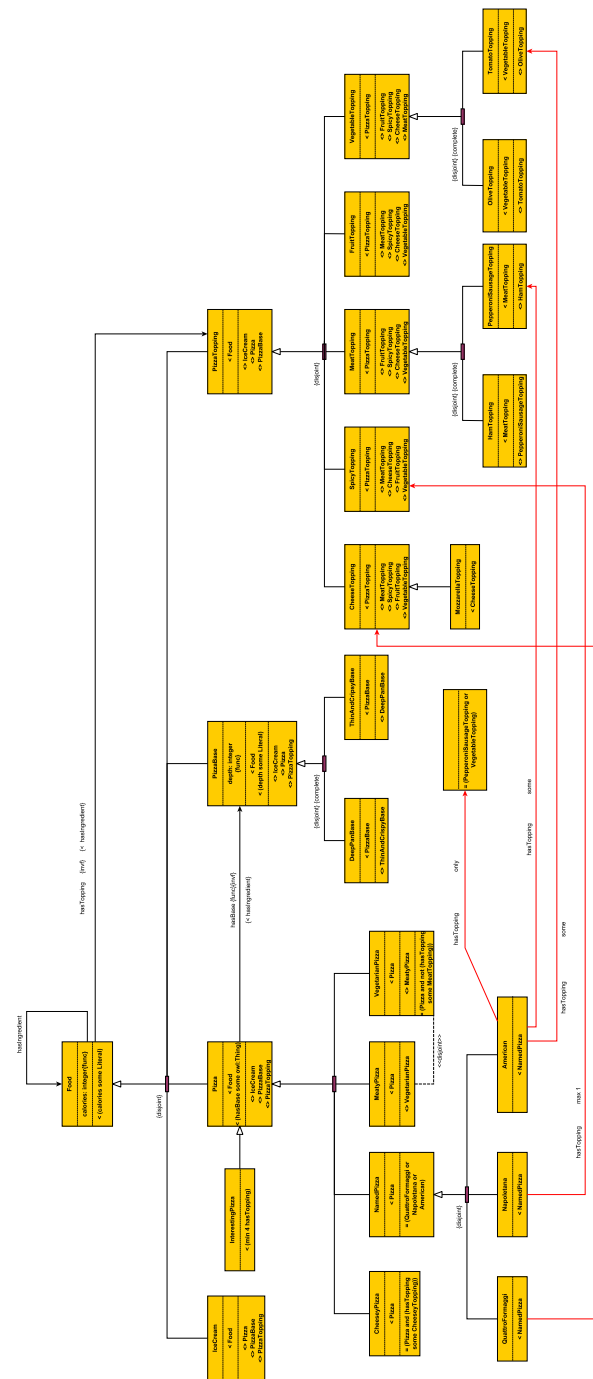 hasIngredient
Food
calories: integer(func)
< (calories some Literal)
hasTopping (invf) {< hasIngredient}
{disjoint}
IceCream
< Food
<> Pizza
<> PizzaBase
<> PizzaTopping
InterestingPizza
< (min 4 hasTopping)
Pizza
< Food
< (hasBase some owl:Thing)
<> IceCream
<> PizzaBase
<> PizzaTopping
hasBase (func)(invf)
{< hasIngredient}
PizzaBase
depth: integer
(func)
< Food
< (depth some Literal)
<> IceCream
<> Pizza
<> PizzaTopping
PizzaTopping
< Food
<> IceCream
<> Pizza
<> PizzaBase
{disjoint} {complete}
{disjoint}
CheeseyPizza
< Pizza
= (Pizza and (hasTopping
some CheeseyTopping))
NamedPizza
< Pizza
= (QuattroFormaggi or
Napoletana or
American)
MeatyPizza
< Pizza
<> VegetarianPizza
VegetarianPizza
< Pizza
<> MeatyPizza
= (Pizza and not (hasTopping
some MeatTopping))
<<disjoint>>
DeepPanBase
< PizzaBase
<> ThinAndCrispyBase
ThinAndCripsyBase
< PizzaBase
<> DeepPanBase
CheeseTopping
< PizzaTopping
<> MeatTopping
<> SpicyTopping
<> FruitTopping
<> VegetableTopping
SpicyTopping
< PizzaTopping
<> MeatTopping
<> CheeseTopping
<> FruitTopping
<> VegetableTopping
MeatTopping
< PizzaTopping
<> FruitTopping
<> SpicyTopping
<> CheeseTopping
<> VegetableTopping
FruitTopping
< PizzaTopping
<> MeatTopping
<> SpicyTopping
<> CheeseTopping
<> VegetableTopping
VegetableTopping
< PizzaTopping
<> FruitTopping
<> SpicyTopping
<> CheeseTopping
<> MeatTopping
{disjoint}
hasTopping only
= (PepperoniSausageTopping or
VegetableTopping)
MozzarellaTopping
< CheeseTopping
{disjoint} {complete}
{disjoint} {complete}
HamTopping
< MeatTopping
<> PepperoniSausageTopping
PepperoniSausageTopping
< MeatTopping
<> HamTopping
OliveTopping
< VegetableTopping
<> TomatoTopping
TomatoTopping
< VegetableTopping
<> OliveTopping
QuattroFormaggi
< NamedPizza
Napoletana
< NamedPizza
American
< NamedPizza
hasTopping some
hasTopping some
hasTopping max 1